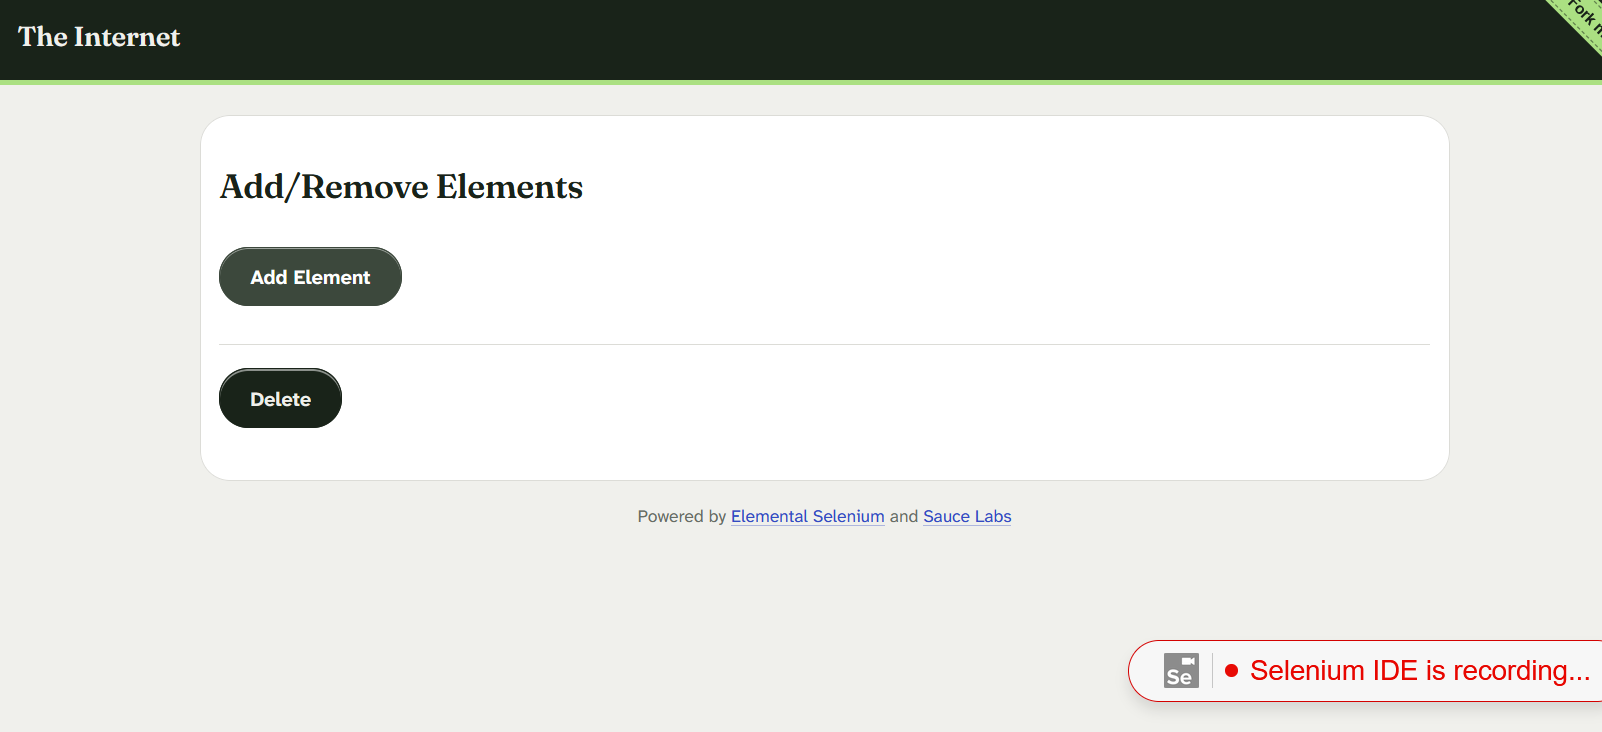 The Internet
Fork m
Add/Remove Elements
Add Element
Delete
Powered by Elemental Selenium and Sauce Labs
Se
Selenium IDE is recording...